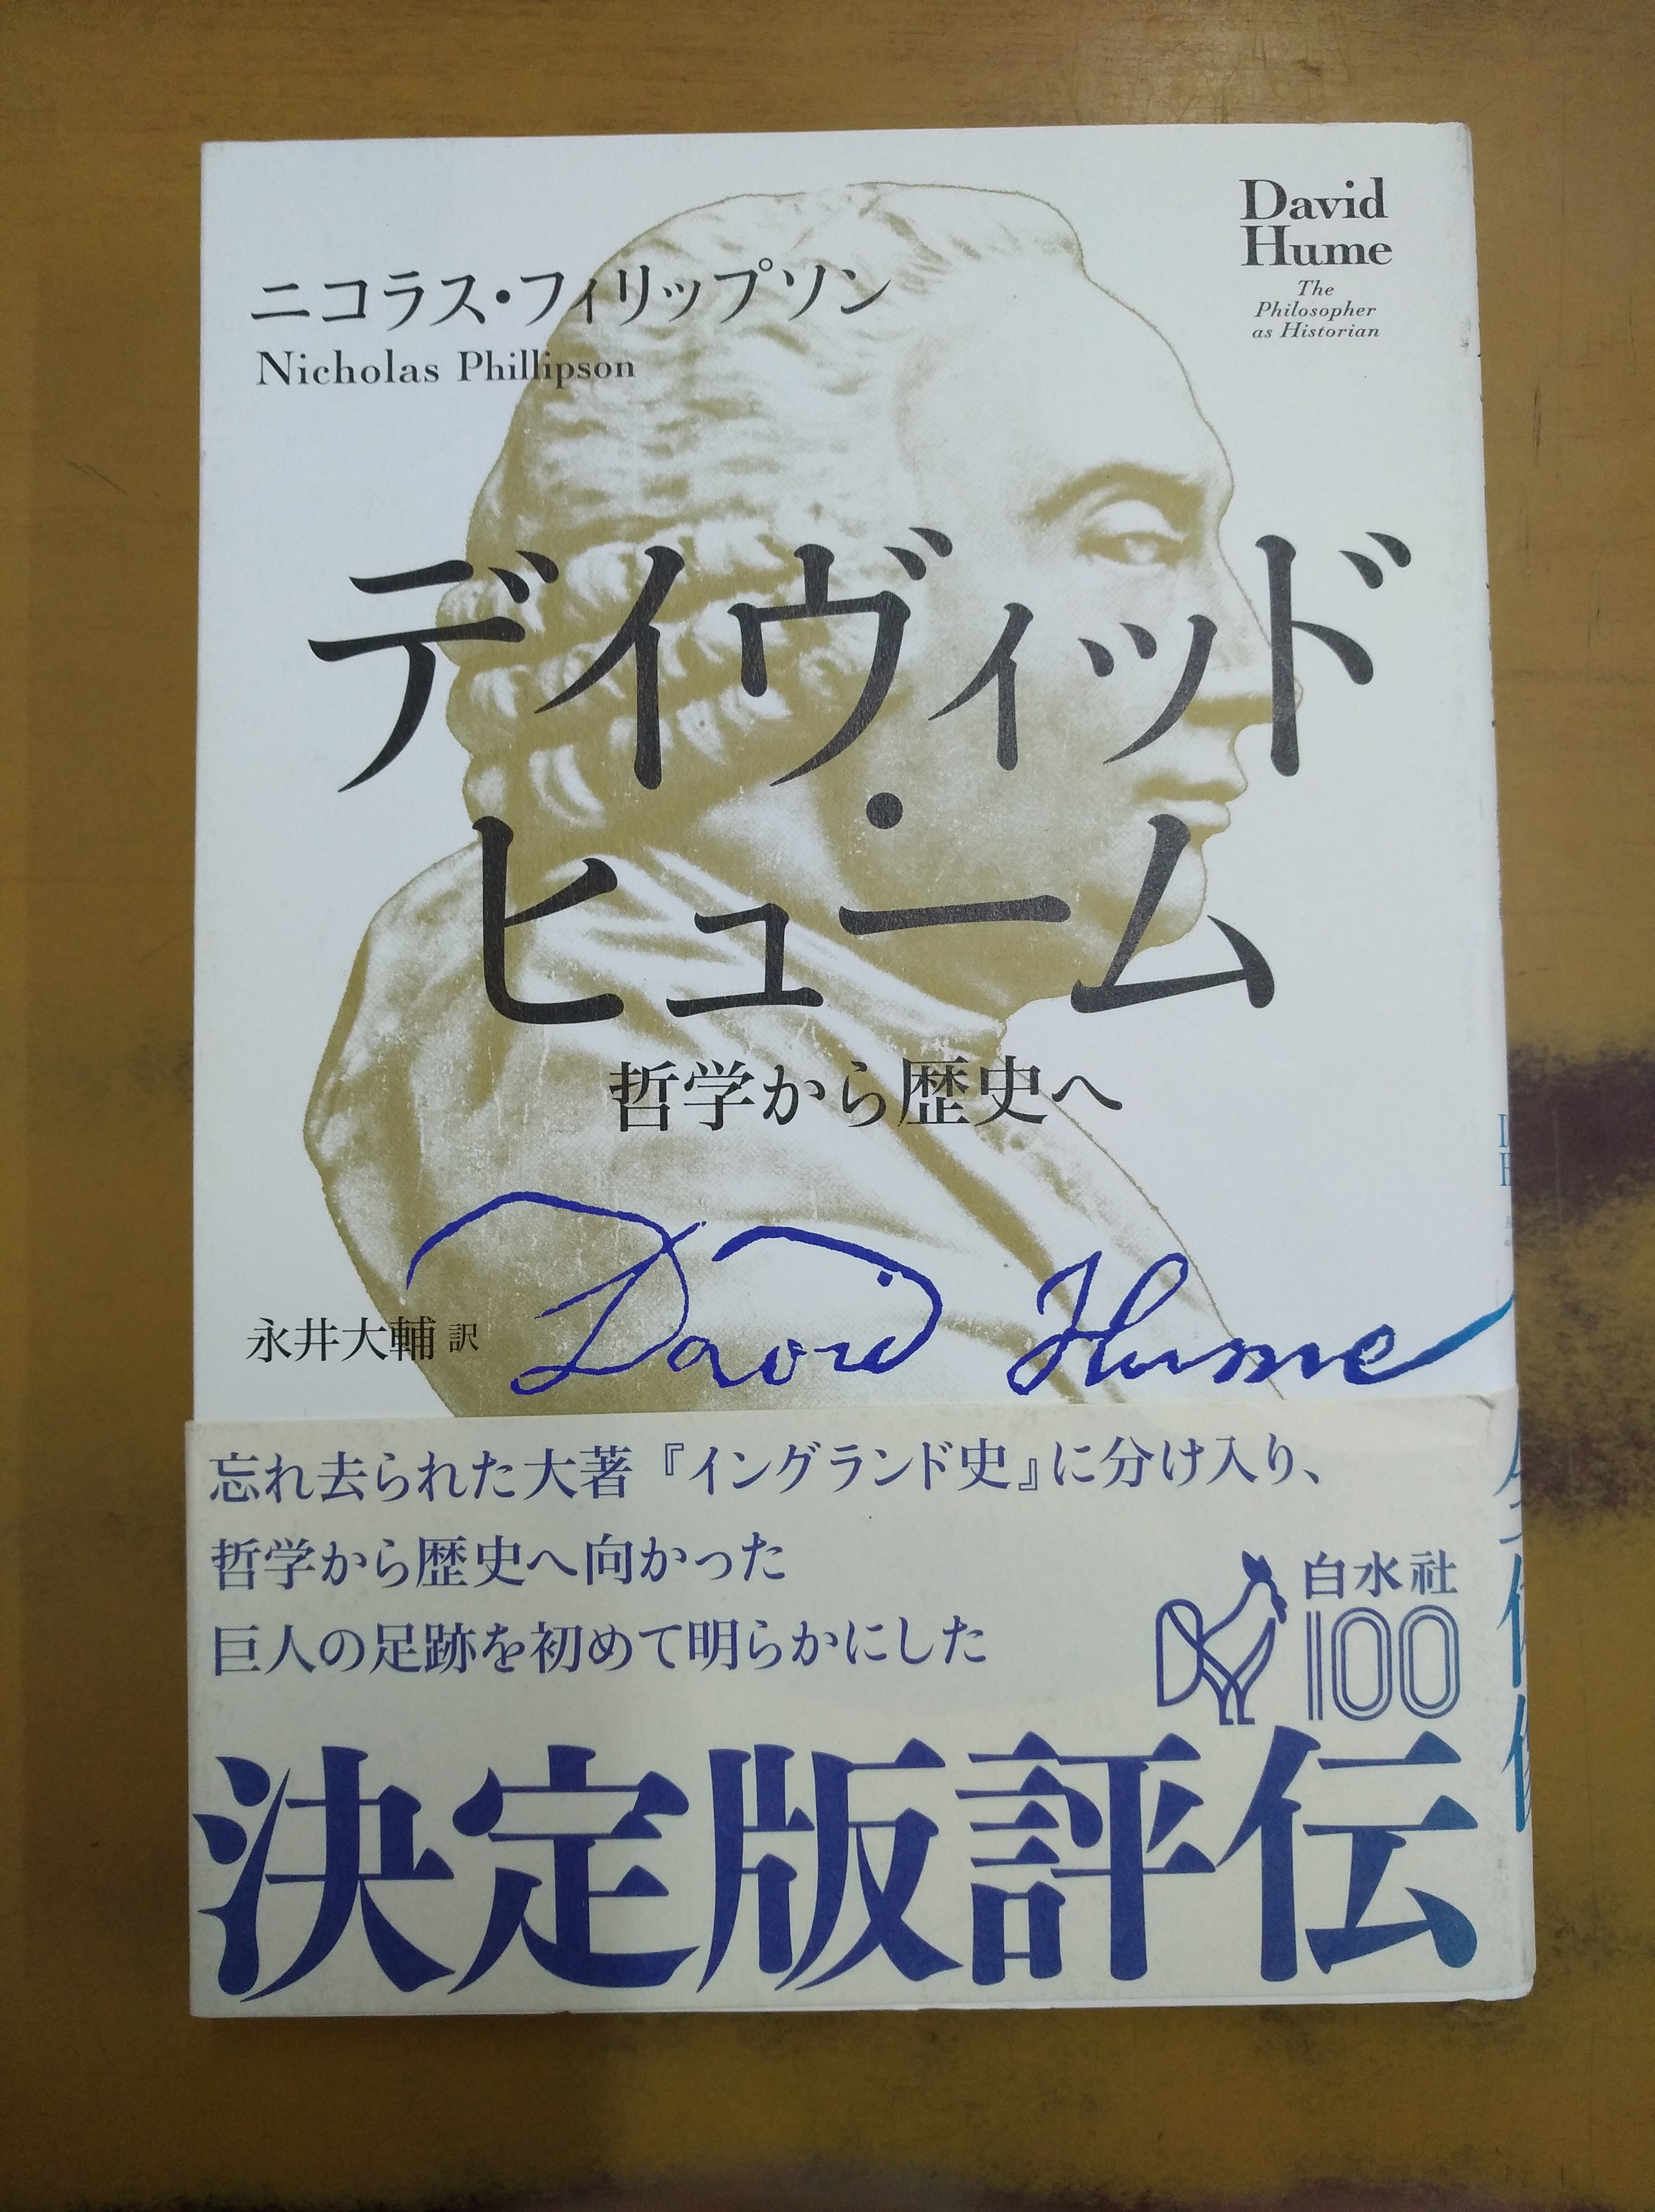 David
Hume
The
Philosopher
as Historian
ニコラス・フィリップソン
Nicholas Phillipson
デイヴィッド・
ヒューム
哲学から歴史へ
David Hume
永井大輔 訳
忘れ去られた大著『イングランド史』に分け入り、
哲学から歴史へ向かった
巨人の足跡を初めて明らかにした
白水社
100
決定版評伝